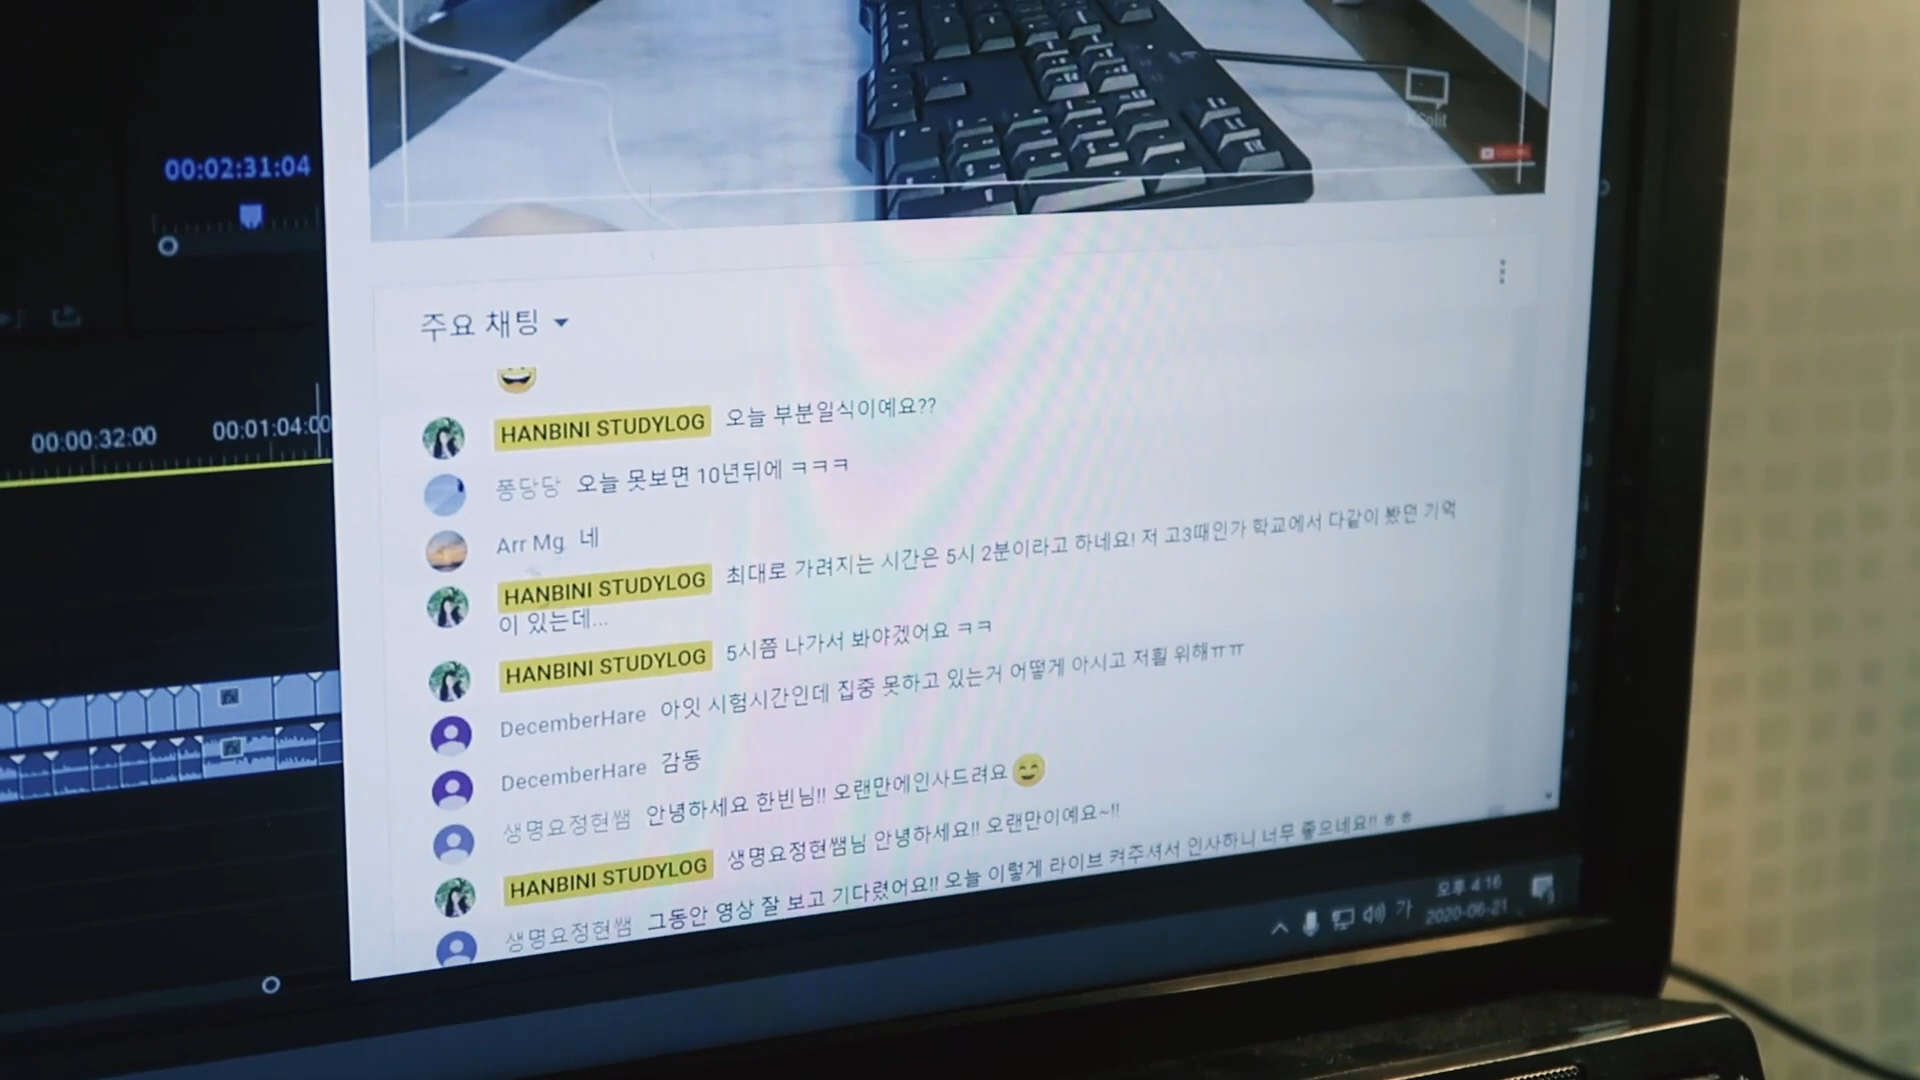 XSplit
00:02:31:04
주요 채팅
00:00:32:00
00:01:04:00
HANBINI STUDYLOG 오늘 부분일식이예요??
퐁당당 오늘 못보면 10년뒤에 ㅋㅋㅋ
Arr Mg 네
HANBINI STUDYLOG 최대로 가려지는 시간은 5시 2분이라고 하네요! 저 고3때인가 학교에서 다같이 봤던 기억
이 있는데...
HANBINI STUDYLOG 5시쯤 나가서 봐야겠어요 ㅋㅋ
DecemberHare 아잇 시험시간인데 집중 못하고 있는거 어떻게 아시고 저훨 위해ㅠㅠ
DecemberHare 감동
생명요정현쌤 안녕하세요 한빈님!! 오랜만에인사드려요
HANBINI STUDYLOG 생명요정현쌤님 안녕하세요!! 오랜만이예요~!!
생명요정현쌤 그동안 영상 잘 보고 기다렸어요!! 오늘 이렇게 라이브 켜주셔서 인사하니 너무 좋으네요!! ㅎㅎ
가
오후 4:16
2020-06-21